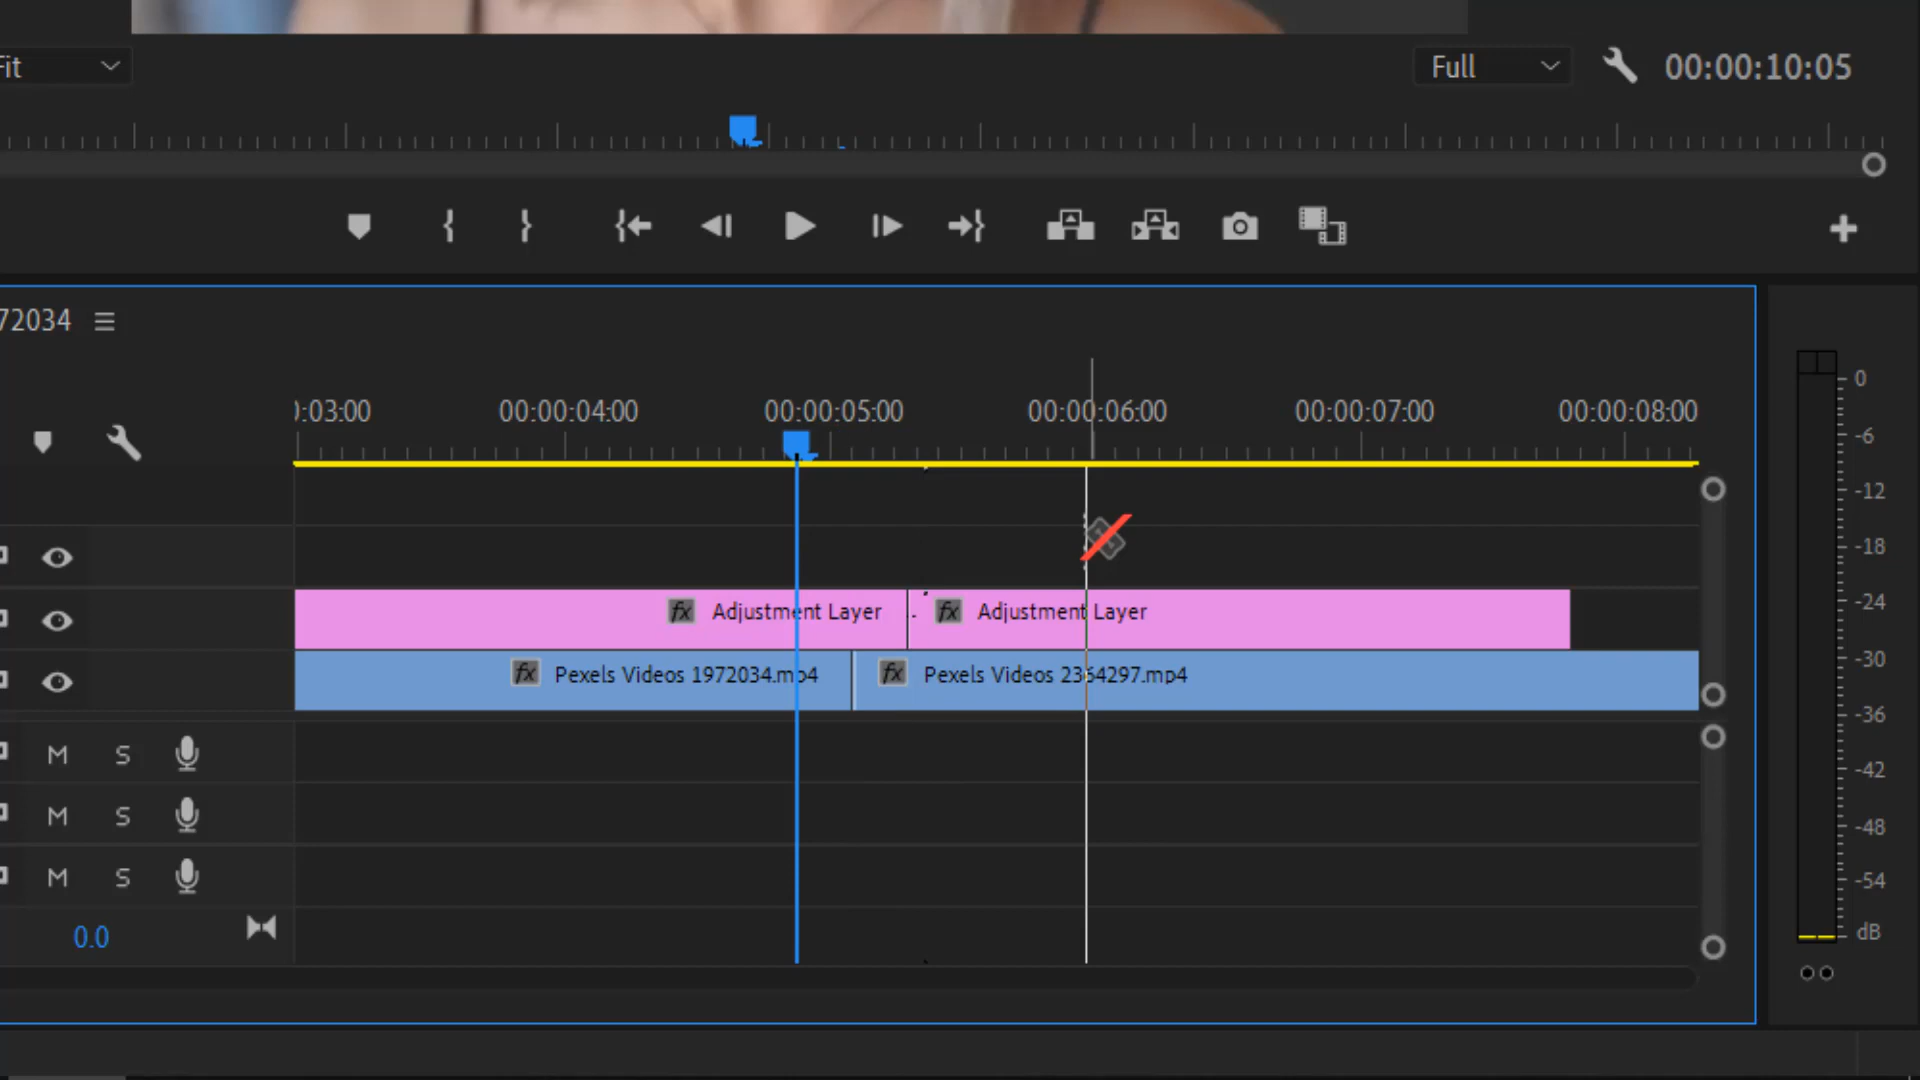 Fit
Full
00:00:10:05
72034
):03:00
00:00:04:00
00:00:05:00
00:00:06:00
00:00:07:00
00:00:08:00
fx Adjustment Layer
fx Adjustment Layer
fx Pexels Videos 1972034.mp4
fx Pexels Videos 2364297.mp4
M S
M S
M S
0.0
0
-6
-12
-18
-24
-30
-36
-42
-48
-54
dB